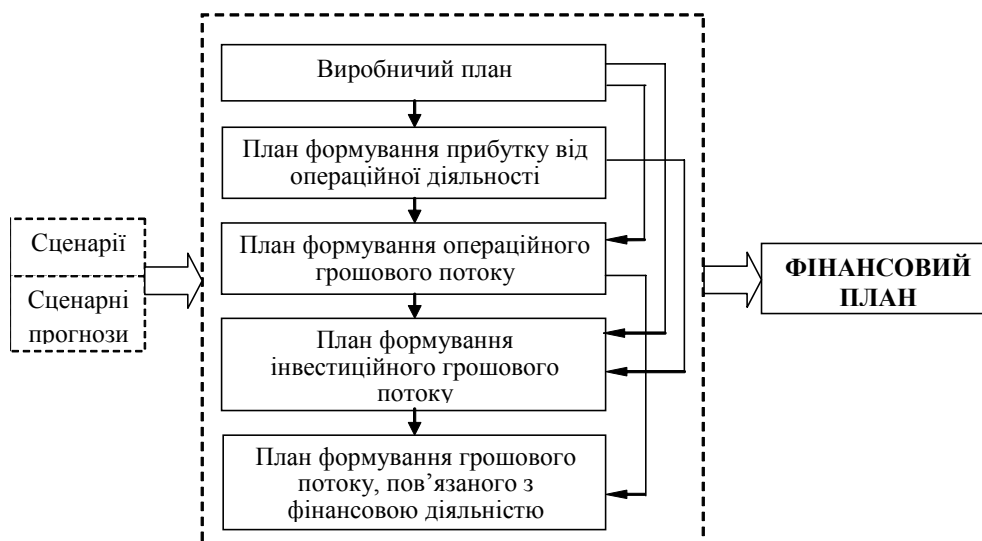 Виробничий план
План формування прибутку від
операційної діяльності
План формування операційного
грошового потоку
План формування
інвестиційного грошового
потоку
План формування грошового
потоку, пов’язаного з
фінансовою діяльністю
Сценарії
Сценарні
прогнози
ФІНАНСОВИЙ
ПЛАН